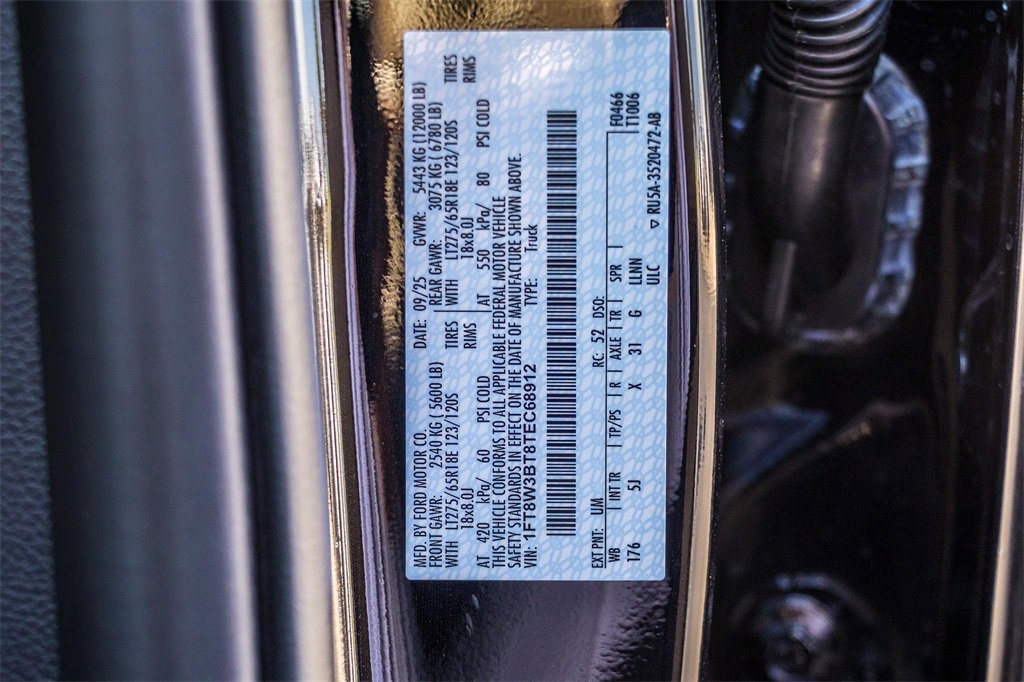 MFD. BY FORD MOTOR CO. DATE: 09/25 GVWR: 5443 KG (12000 LB)
FRONT GAWR: 2540 KG ( 5600 LB) REAR GAWR: 3075 KG ( 6780 LB)
WITH LT275/65R18E 123/120S TIRES WITH LT275/65R18E 123/120S TIRES
18x8.0J RIMS 18x8.0J RIMS
AT 420 kPa/ 60 PSI COLD AT 550 kPa/ 80 PSI COLD
THIS VEHICLE CONFORMS TO ALL APPLICABLE FEDERAL MOTOR VEHICLE
SAFETY STANDARDS IN EFFECT ON THE DATE OF MANUFACTURE SHOWN ABOVE.
VIN: 1FT8W3BT8TEC68912 TYPE: Truck
EXT PNT: UM RC: 52 DSO: F0466
WB INT TR TP/PS R AXLE TR SPR T1006
176 5J X 31 G LLNN
ULC ▽ RU5A-3520472-AB